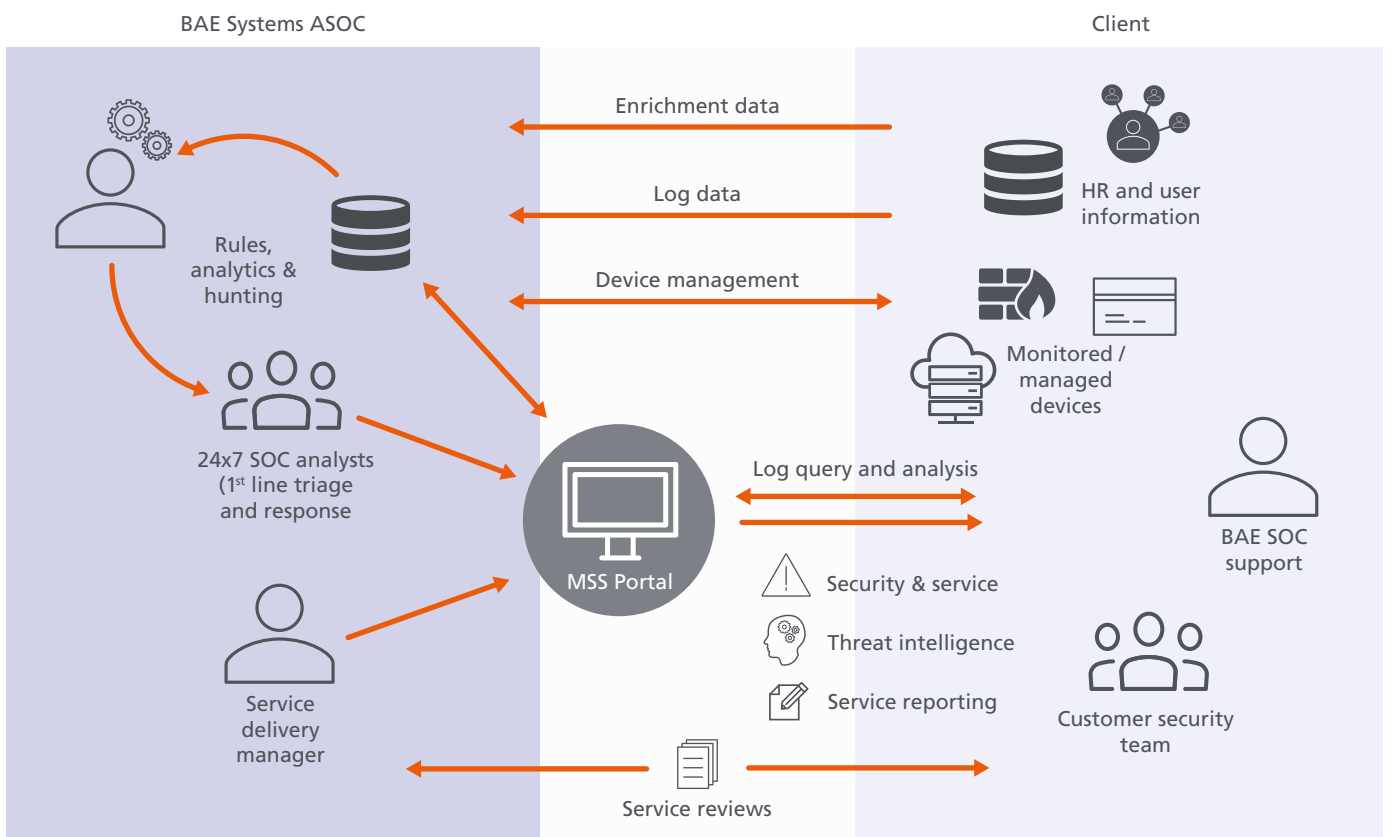 BAE Systems ASOC
Client
Enrichment data
Log data
Device management
HR and user
information
Rules,
analytics &
hunting
Monitored /
managed
devices
24x7 SOC analysts
(1st line triage
and response
MSS Portal
Log query and analysis
BAE SOC
support
Security & service
Threat intelligence
Service reporting
Service
delivery
manager
Customer security
team
Service reviews